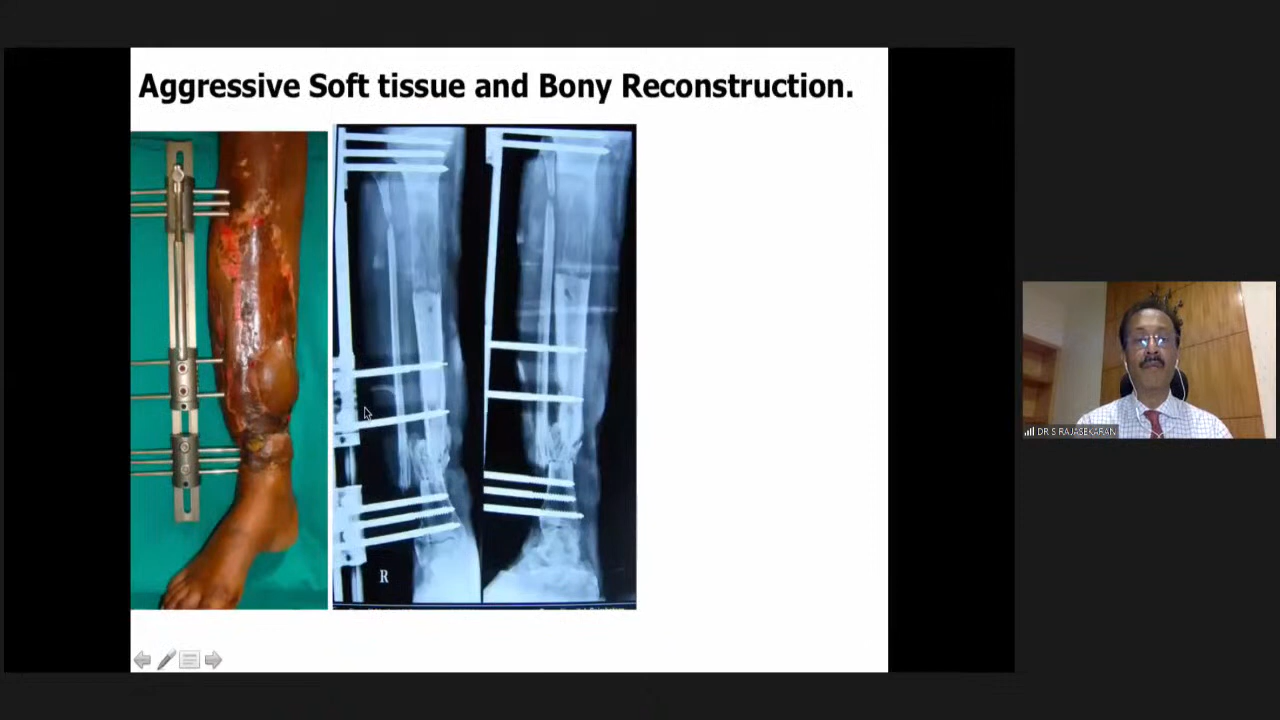 Aggressive Soft tissue and Bony Reconstruction.
R
DR S RAJASEKARAN